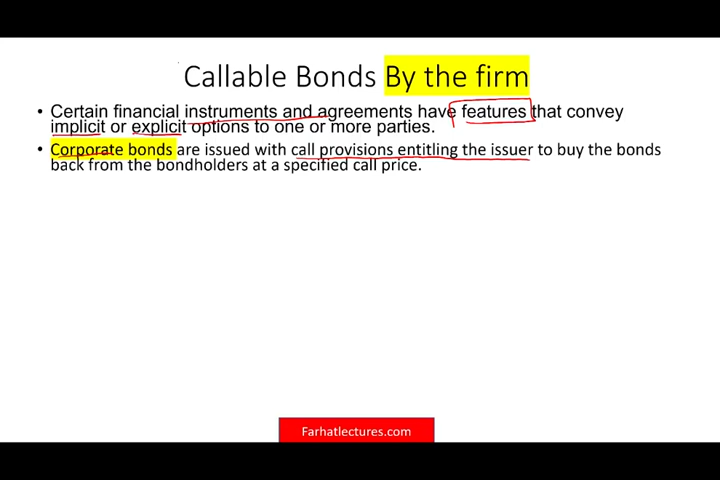 Callable Bonds By the firm
• Certain financial instruments and agreements have features that convey
implicit or explicit options to one or more parties.
• Corporate bonds are issued with call provisions entitling the issuer to buy the bonds
back from the bondholders at a specified call price.
Farhatlectures.com